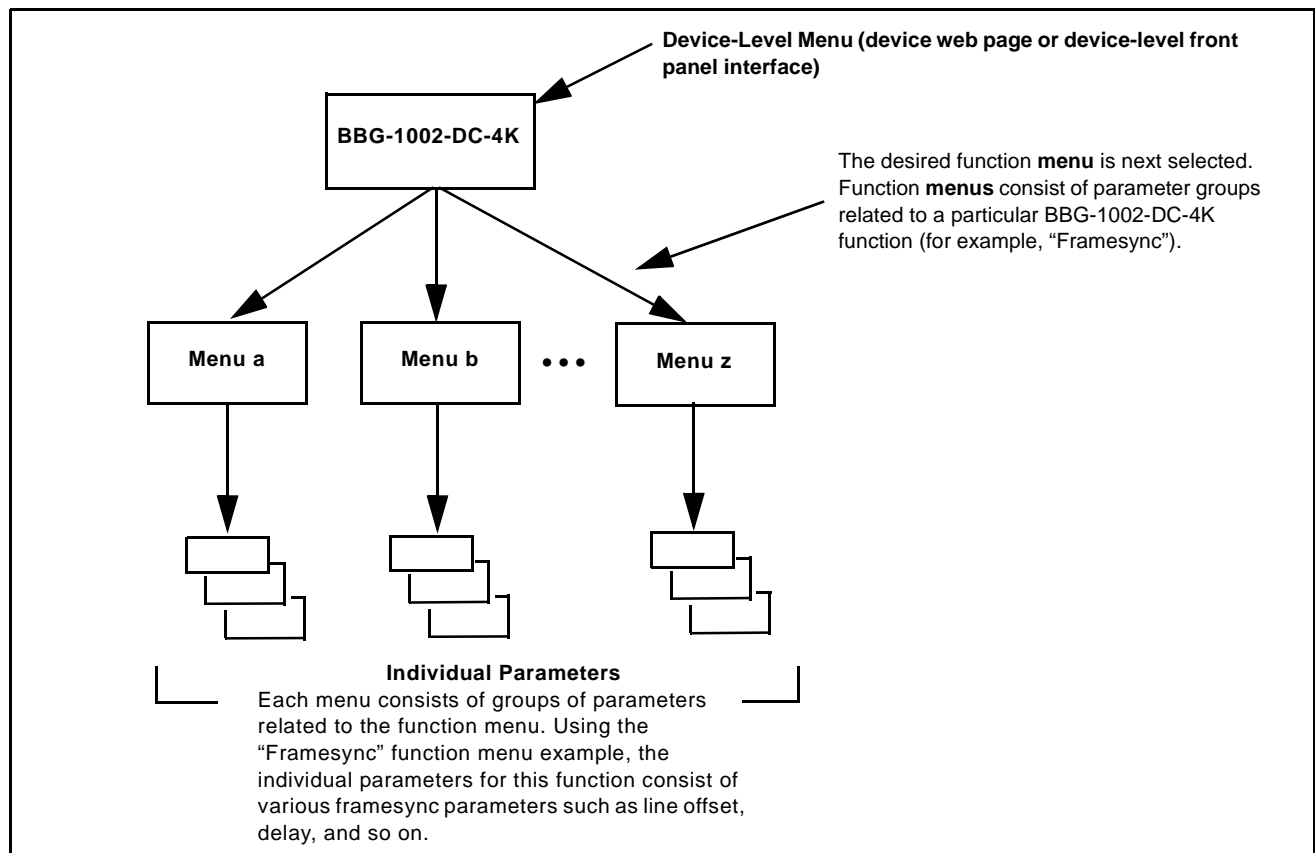 Device-Level Menu (device web page or device-level front
panel interface)
BBG-1002-DC-4K
The desired function menu is next selected.
Function menus consist of parameter groups
related to a particular BBG-1002-DC-4K
function (for example, “Framesync”).
Menu a
Menu b
•••
Menu z
Individual Parameters
Each menu consists of groups of parameters
related to the function menu. Using the
“Framesync” function menu example, the
individual parameters for this function consist of
various framesync parameters such as line offset,
delay, and so on.